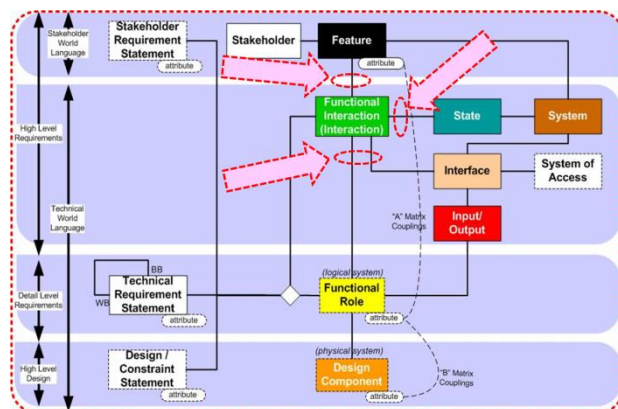 Stakeholder
World
Language
Stakeholder
Requirement
Statement
attribute
Stakeholder
Feature
attribute
High Level
Requirements
Technical
World
Language
Functional
Interaction
(Interaction)
State
System
Interface
System of
Access
"A" Matrix
Couplings
Input/
Output
Detail Level
Requirements
BB
WB
Technical
Requirement
Statement
attribute
(logical system)
Functional
Role
attribute
High Level
Design
Design /
Constraint
Statement
attribute
(physical system)
Design
Component
attribute
"B" Matrix
Couplings